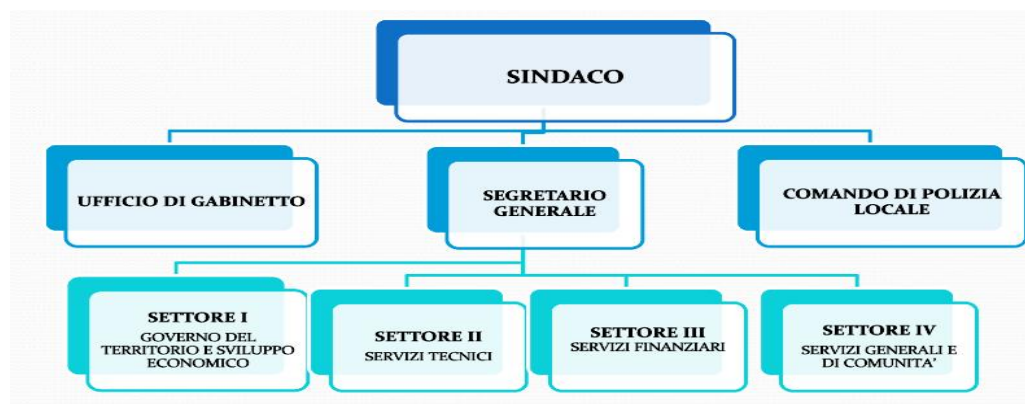 SINDACO
UFFICIO DI GABINETTO
SEGRETARIO
GENERALE
COMANDO DI POLIZIA
LOCALE
SETTORE I
GOVERNO DEL
TERRITORIO E SVILUPPO
ECONOMICO
SETTORE II
SERVIZI TECNICI
SETTORE III
SERVIZI FINANZIARI
SETTORE IV
SERVIZI GENERALI E
DI COMUNITA’